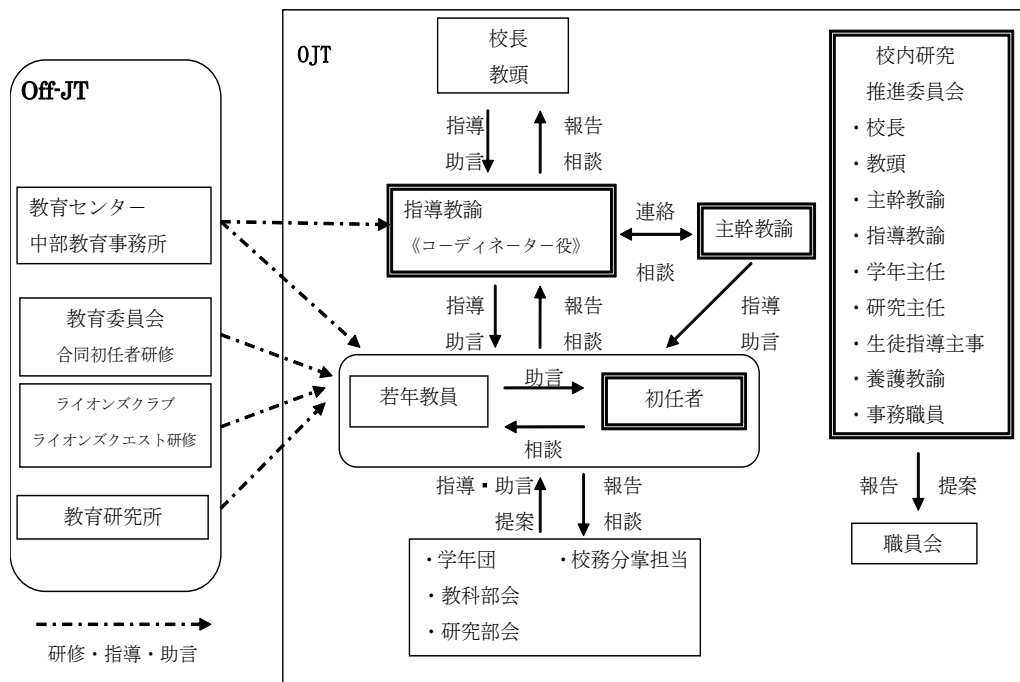 Off-JT
教育センター
中部教育事務所
教育委員会
合同初任者研修
ライオンズクラブ
ライオンズクエスト研修
教育研究所
研修・指導・助言
OJT
校長
教頭
指導
助言
報告
相談
指導教諭
《コーディネーター役》
連絡
相談
主幹教諭
指導
助言
報告
相談
指導
助言
若年教員
助言
相談
初任者
指導・助言
提案
報告
相談
・学年団
・校務分掌担当
・教科部会
・研究部会
校内研究
推進委員会
・校長
・教頭
・主幹教諭
・指導教諭
・学年主任
・研究主任
・生徒指導主事
・養護教諭
・事務職員
報告
提案
職員会